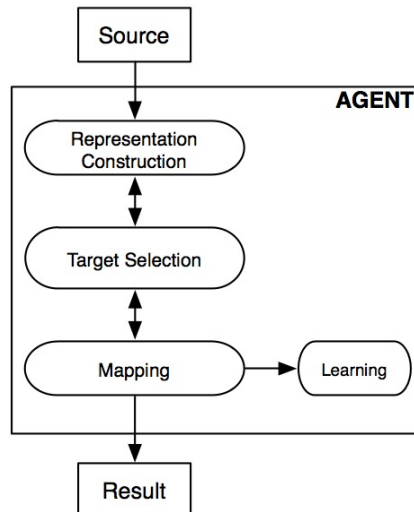 Source
AGENT
Representation
Construction
Target Selection
Mapping
Learning
Result